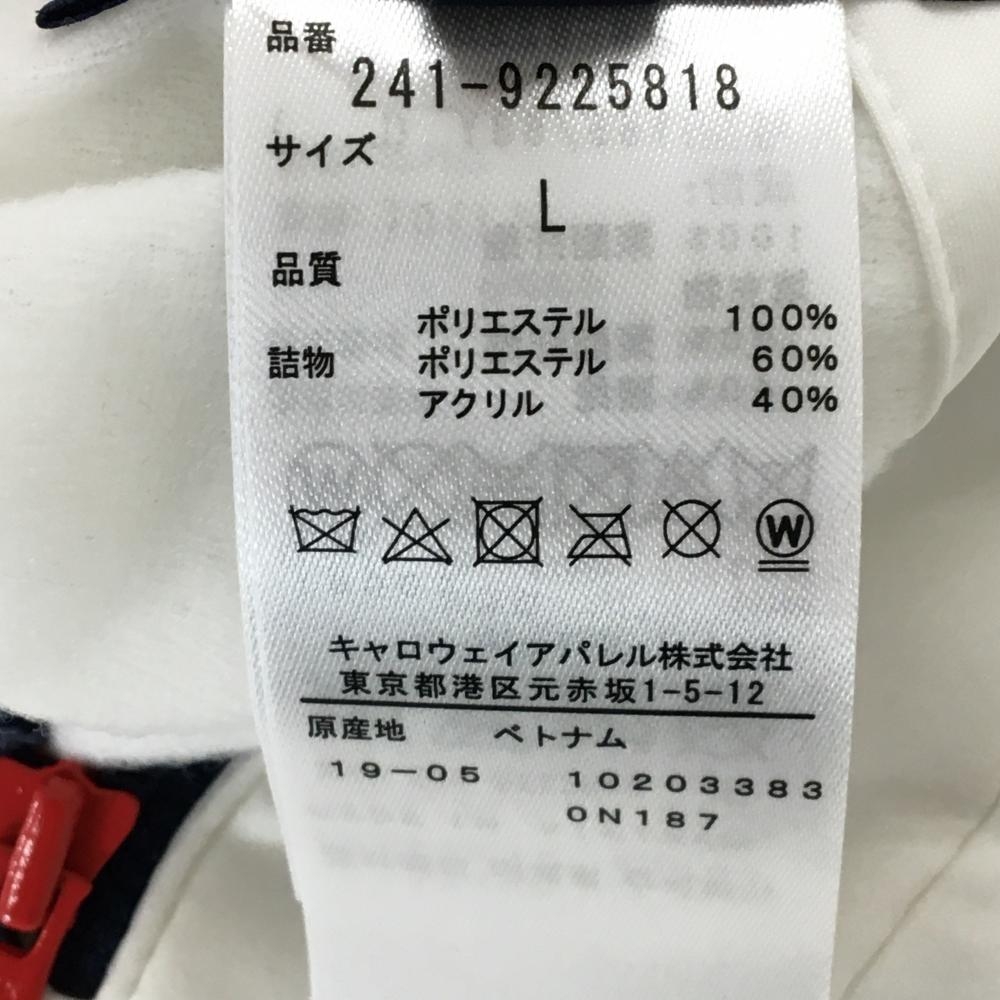 品番
241-9225818
サイズ
L
品質
ポリエステル 100%
詰物 ポリエステル 60%
アクリル 40%
W
キャロウェイアパレル株式会社
東京都港区元赤坂1-5-12
原産地 ベトナム
19-05 10203383
0N187